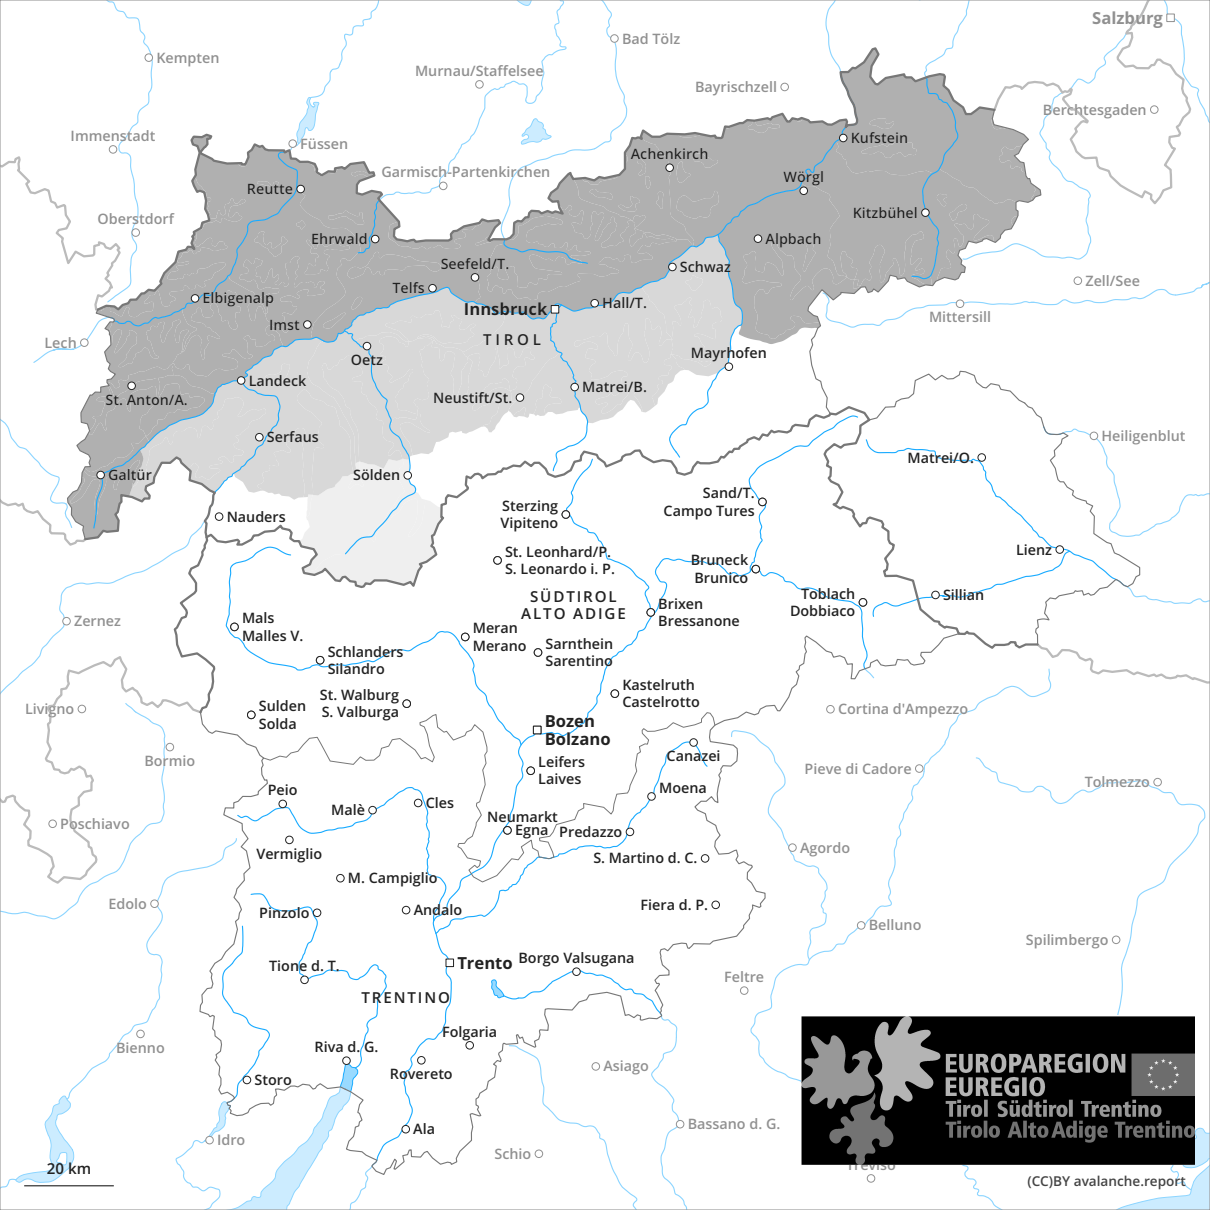 Salzburg
Bad Tölz
Kempten
Murnau/Staffelsee
Bayrischzell
Berchtesgaden
Immenstadt
Füssen
Kufstein
Achenkirch
Garmisch-Partenkirchen
Wörgl
Reutte
Oberstdorf
Kitzbühel
Ehrwald
Alpbach
Seefeld/T.
Schwaz
Zell/See
Telfs
Elbigenalp
Hall/T.
Innsbruck
Mittersill
Imst
TIROL
Lech
Mayrhofen
Oetz
Landeck
Matrei/B.
St. Anton/A.
Neustift/St.
Serfaus
Heiligenblut
Matrei/O.
Galtür
Sölden
Sand/T.
Campo Tures
Sterzing
Vipiteno
Nauders
Lienz
St. Leonhard/P.
S. Leonardo i. P.
Bruneck
Brunico
SÜDTIROL
ALTO ADIGE
Toblach
Dobbiaco
Sillian
Brixen
Bressanone
Zernez
Mals
Malles V.
Meran
Merano
Sarnthein
Sarentino
Schlanders
Silandro
Kastelruth
Castelrotto
St. Walburg
S. Valburga
Livigno
Sulden
Solda
Cortina d'Ampezzo
Bozen
Bolzano
Bormio
Canazei
Leifers
Laives
Pieve di Cadore
Tolmezzo
Peio
Moena
Malè
Cles
Neumarkt
Egna
Predazzo
Poschiavo
Vermiglio
Agordo
S. Martino d. C.
M. Campiglio
Edolo
Pinzolo
Andalo
Fiera d. P.
Belluno
Spilimbergo
Borgo Valsugana
Trento
Tione d. T.
Feltre
TRENTINO
Folgaria
Bienno
Riva d. G.
Asiago
Rovereto
Storo
EUROPAREGION
EUREGIO
Tirol Südtirol Trentino
Tirolo Alto Adige Trentino
Bassano d. G.
Ala
Idro
Schio
Treviso
20 km
(CC)BY avalanche.report